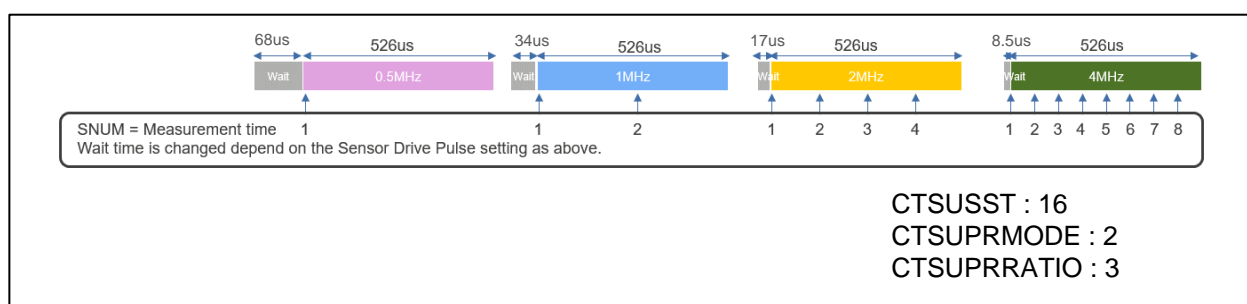 68us 526us 34us 526us 17us 526us 8.5us 526us
Wait 0.5MHz Wait 1MHz Wait 2MHz Wait 4MHz
SNUM = Measurement time 1 1 2 1 2 3 4 1 2 3 4 5 6 7 8
Wait time is changed depend on the Sensor Drive Pulse setting as above.
CTSUSST : 16
CTSUPRMODE : 2
CTSUPRRATIO : 3